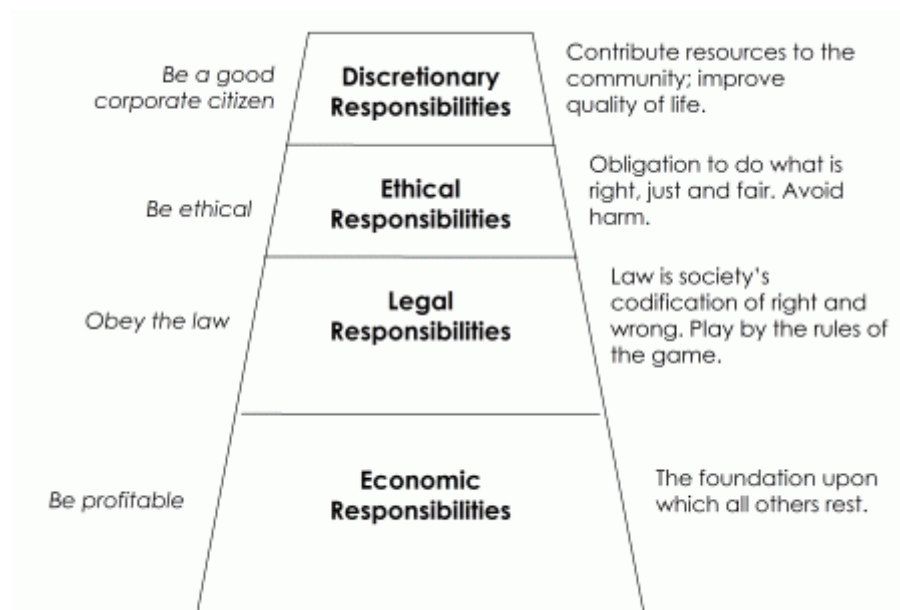 Be a good
corporate citizen
Discretionary
Responsibilities
Contribute resources to the
community; improve
quality of life.
Be ethical
Ethical
Responsibilities
Obligation to do what is
right, just and fair. Avoid
harm.
Obey the law
Legal
Responsibilities
Law is society's
codification of right and
wrong. Play by the rules of
the game.
Be profitable
Economic
Responsibilities
The foundation upon
which all others rest.